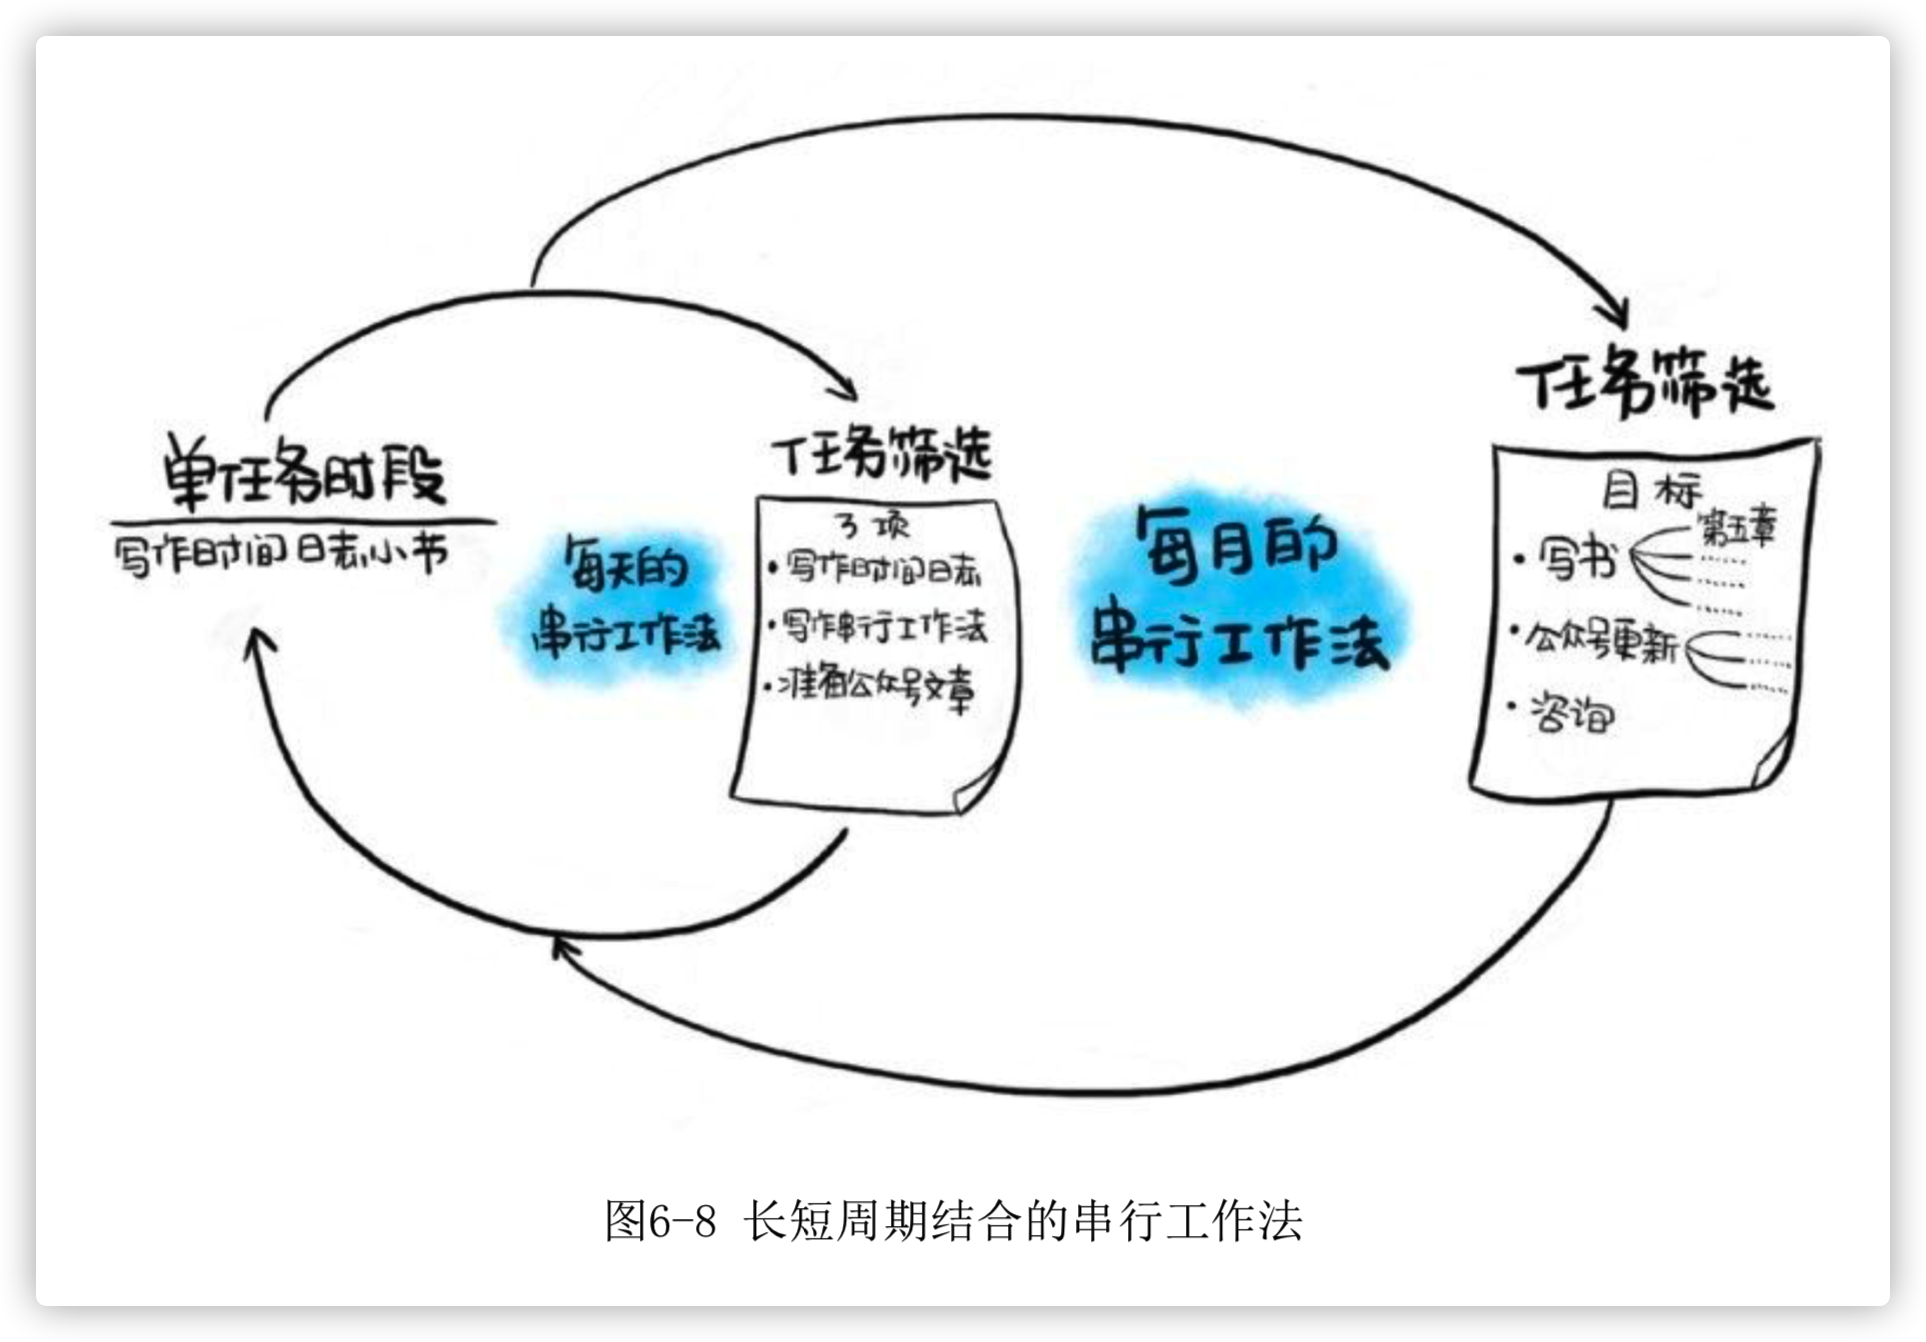 单任务时段
写作时间日志小节
每天的
串行工作法
任务筛选
3项
·写作时间日志
·写作串行工作法
·准备公众号文章
每月的
串行工作法
任务筛选
目标
第五章
·写书
·公众号更新
·咨询
图6-8 长短周期结合的串行工作法